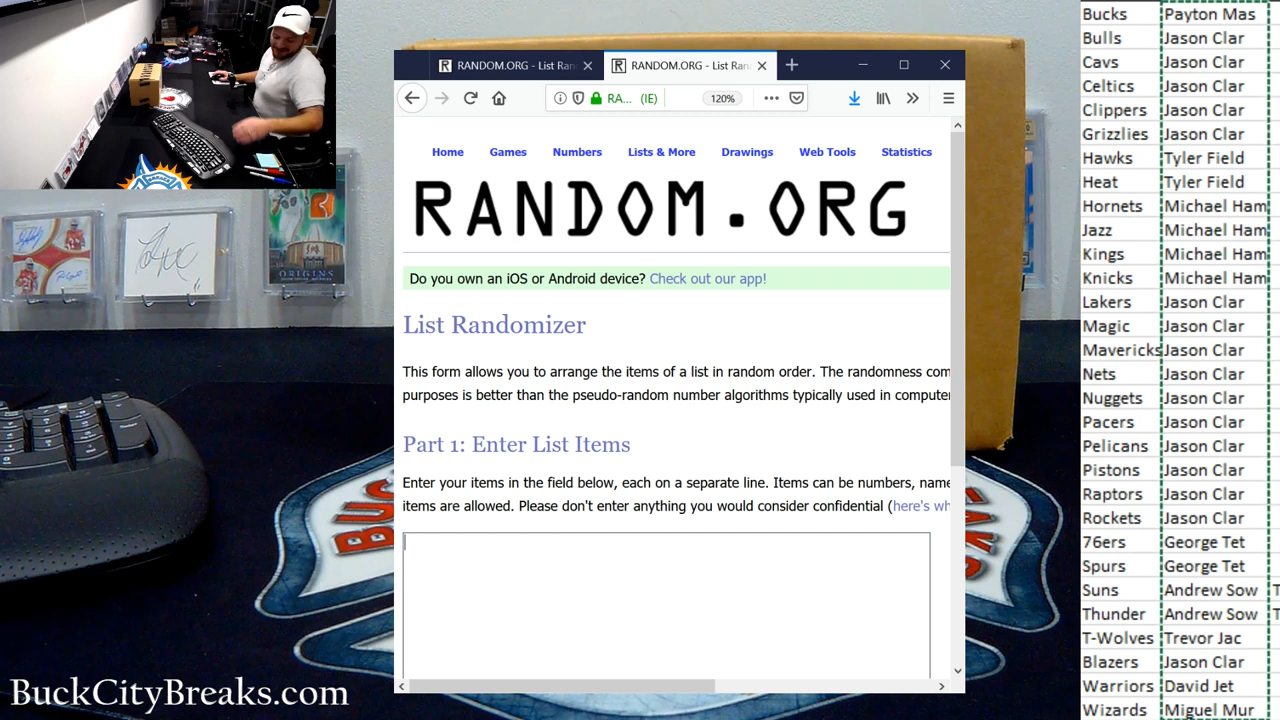 RANDOM.ORG - List Ran
RANDOM.ORG - List Ran
RA... (IE)
120%
Home Games Numbers Lists & More Drawings Web Tools Statistics
RANDOM.ORG
Do you own an iOS or Android device? Check out our app!
List Randomizer
This form allows you to arrange the items of a list in random order. The randomness com
purposes is better than the pseudo-random number algorithms typically used in compute
Part 1: Enter List Items
Enter your items in the field below, each on a separate line. Items can be numbers, name
items are allowed. Please don't enter anything you would consider confidential (here's wh
Bucks Payton Mas
Bulls Jason Clar
Cavs Jason Clar
Celtics Jason Clar
Clippers Jason Clar
Grizzlies Jason Clar
Hawks Tyler Field
Heat Tyler Field
Hornets Michael Ham
Jazz Michael Ham
Kings Michael Ham
Knicks Michael Ham
Lakers Jason Clar
Magic Jason Clar
Mavericks Jason Clar
Nets Jason Clar
Nuggets Jason Clar
Pacers Jason Clar
Pelicans Jason Clar
Pistons Jason Clar
Raptors Jason Clar
Rockets Jason Clar
76ers George Tet
Spurs George Tet
Suns Andrew Sow
Thunder Andrew Sow
T-Wolves Trevor Jac
Blazers Jason Clar
Warriors David Jet
Wizards Miguel Mur
ORIGINS
BUC
BuckCityBreaks.com